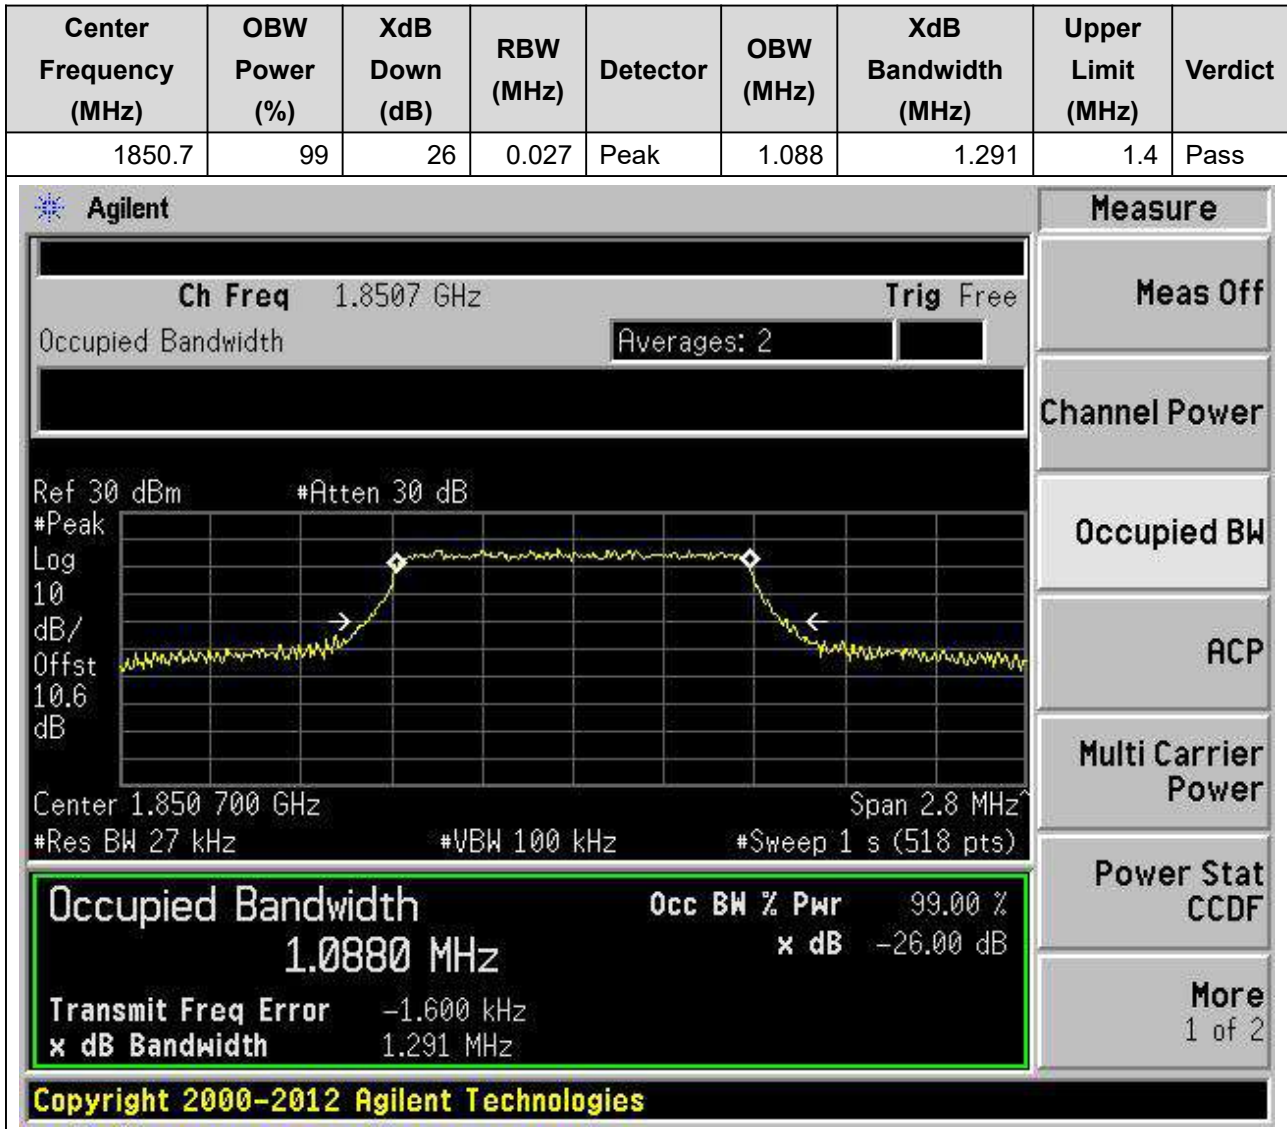 Center Frequency (MHz) OBW Power (%) XdB Down (dB) RBW (MHz) Detector OBW (MHz) XdB Bandwidth (MHz) Upper Limit (MHz) Verdict
1850.7 99 26 0.027 Peak 1.088 1.291 1.4 Pass
Agilent
Measure
Ch Freq 1.8507 GHz Trig Free
Meas Off
Occupied Bandwidth Averages: 2
Channel Power
Ref 30 dBm #Atten 30 dB
#Peak
Log
10
dB/
Offst
10.6
dB
Occupied BW
ACP
Center 1.850 700 GHz Span 2.8 MHz^
#Res BW 27 kHz #VBW 100 kHz #Sweep 1 s (518 pts)
Multi Carrier
Power
Occupied Bandwidth Occ BW % Pwr 99.00 %
1.0880 MHz x dB -26.00 dB
Power Stat
CCDF
Transmit Freq Error -1.600 kHz
x dB Bandwidth 1.291 MHz
More
1 of 2
Copyright 2000-2012 Agilent Technologies